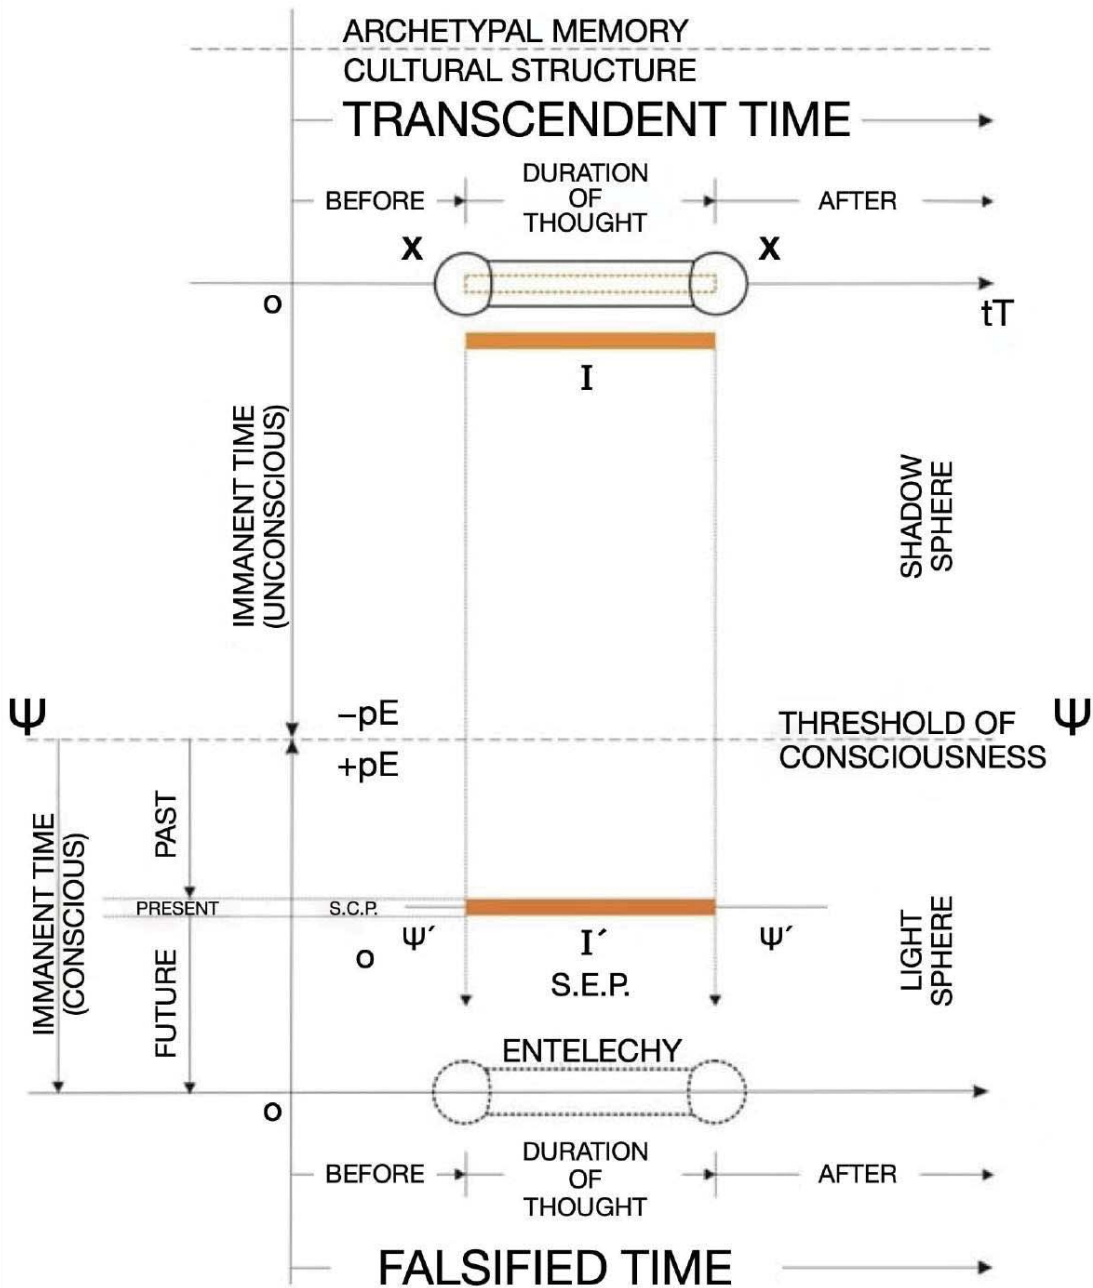 ARCHETYPAL MEMORY
CULTURAL STRUCTURE
TRANSCENDENT TIME
BEFORE
DURATION
OF
THOUGHT
AFTER
X
X
o
tT
I
IMMANENT TIME
(UNCONSCIOUS)
SHADOW
SPHERE
Ψ
–pE
THRESHOLD OF
CONSCIOUSNESS
Ψ
+pE
IMMANENT TIME
(CONSCIOUS)
PAST
PRESENT
FUTURE
S.C.P.
Ψ´
I´
Ψ´
o
S.E.P.
LIGHT
SPHERE
ENTELECHY
o
BEFORE
DURATION
OF
THOUGHT
AFTER
FALSIFIED TIME